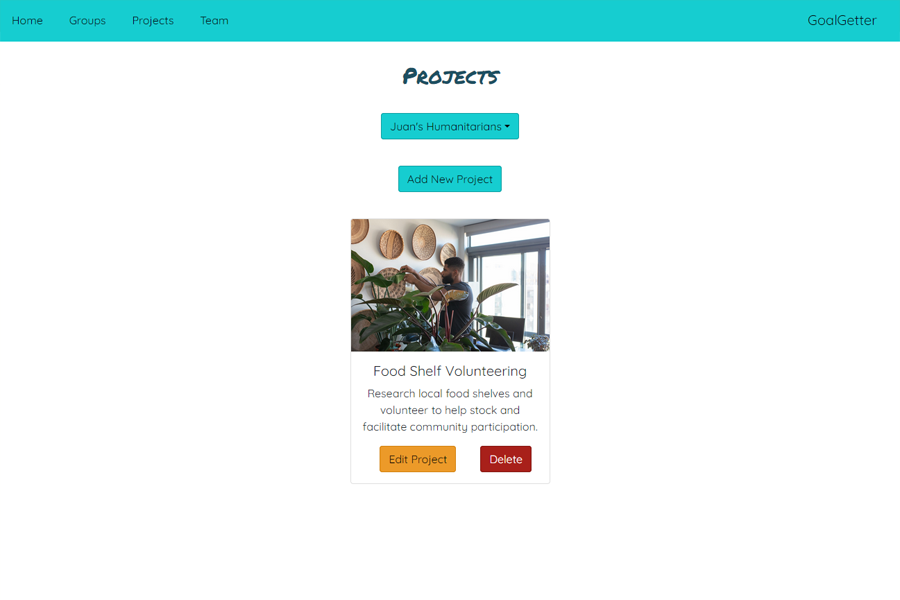 Home Groups Projects Team GoalGetter
Projects
Juan's Humanitarians
Add New Project
Food Shelf Volunteering
Research local food shelves and
volunteer to help stock and
facilitate community participation.
Edit Project Delete